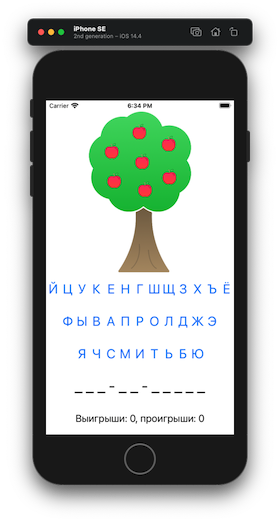 iPhone SE
2nd generation – iOS 14.4
Carrier 6:34 PM
Й Ц У К Е Н Г Ш Щ З Х Ъ Ё
Ф Ы В А П Р О Л Д Ж Э
Я Ч С М И Т Ь Б Ю
_ _ _ - _ _ - _ _ _ _ _
Выигрыши: 0, проигрыши: 0